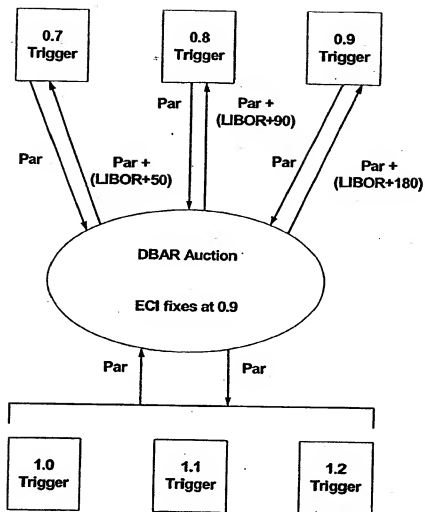 0.7
Trigger
0.8
Trigger
0.9
Trigger
Par
Par +
(LIBOR+50)
Par
Par +
(LIBOR+90)
Par
Par +
(LIBOR+180)
DBAR Auction
ECI fixes at 0.9
Par
Par
1.0
Trigger
1.1
Trigger
1.2
Trigger